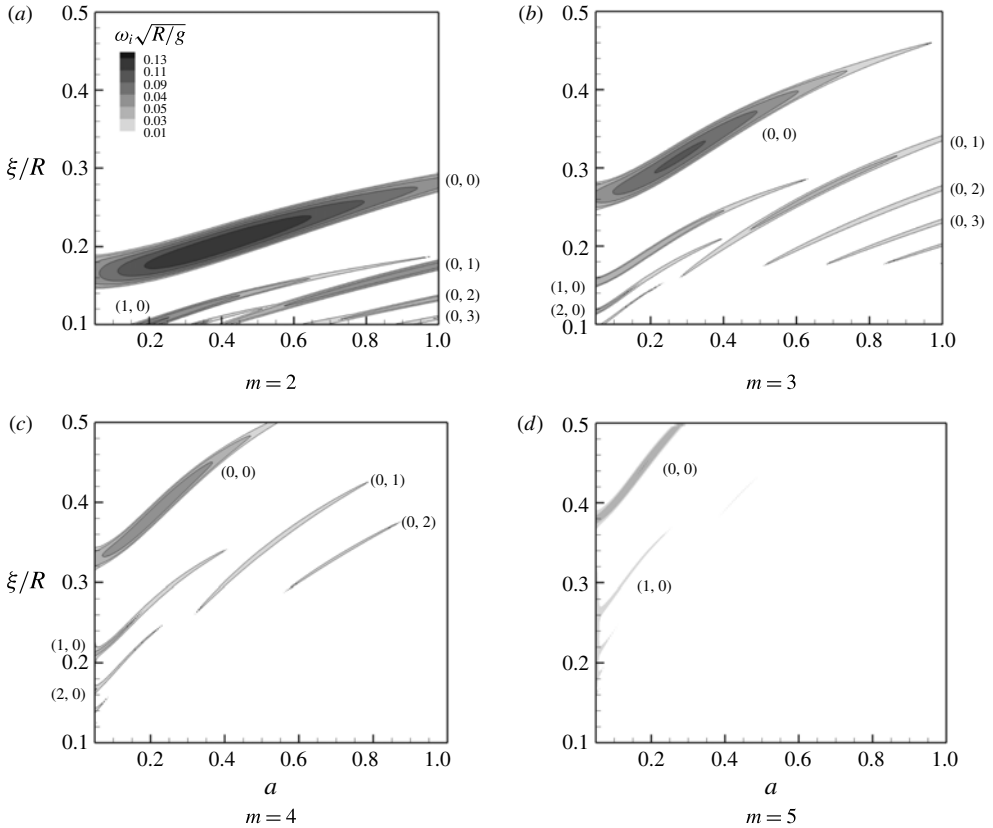 (a)
ω_i √R/g
0.13
0.11
0.09
0.04
0.05
0.03
0.01
ξ/R
0.5
0.4
0.3
0.2
0.1
(0, 0)
(0, 1)
(0, 2)
(0, 3)
(1, 0)
0.2 0.4 0.6 0.8 1.0
m = 2
(b)
0.5
0.4
0.3
0.2
0.1
(0, 0)
(0, 1)
(0, 2)
(0, 3)
(1, 0)
(2, 0)
0.2 0.4 0.6 0.8 1.0
m = 3
(c)
ξ/R
0.5
0.4
0.3
0.2
0.1
(0, 0)
(0, 1)
(0, 2)
(1, 0)
(2, 0)
0.2 0.4 0.6 0.8 1.0
a
m = 4
(d)
0.5
0.4
0.3
0.2
0.1
(0, 0)
(1, 0)
0.2 0.4 0.6 0.8 1.0
a
m = 5